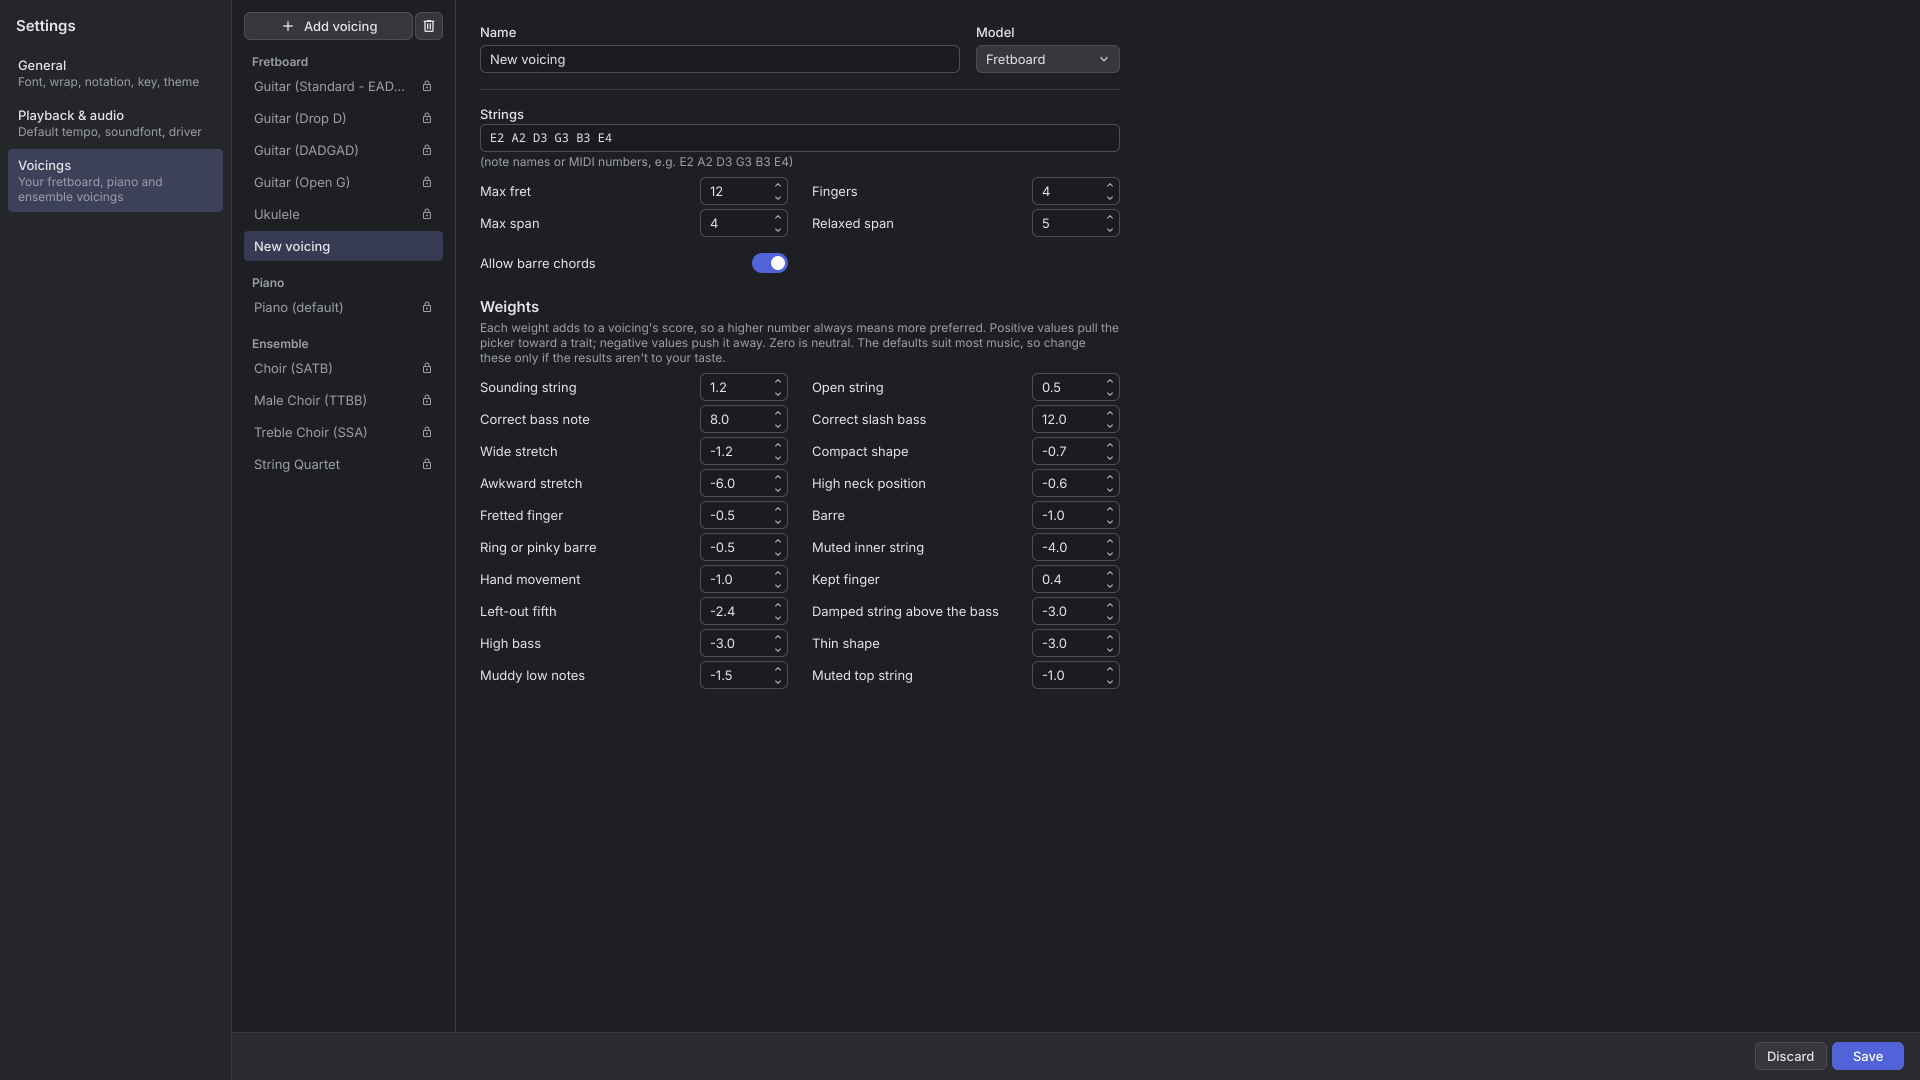 Settings
General
Font, wrap, notation, key, theme
Playback & audio
Default tempo, soundfont, driver
Voicings
Your fretboard, piano and
ensemble voicings
Add voicing
Fretboard
Guitar (Standard - EAD...
Guitar (Drop D)
Guitar (DADGAD)
Guitar (Open G)
Ukulele
New voicing
Piano
Piano (default)
Ensemble
Choir (SATB)
Male Choir (TTBB)
Treble Choir (SSA)
String Quartet
Name
New voicing
Model
Fretboard
Strings
E2 A2 D3 G3 B3 E4
(note names or MIDI numbers, e.g. E2 A2 D3 G3 B3 E4)
Max fret 12 Fingers 4
Max span 4 Relaxed span 5
Allow barre chords
Weights
Each weight adds to a voicing's score, so a higher number always means more preferred. Positive values pull the
picker toward a trait; negative values push it away. Zero is neutral. The defaults suit most music, so change
these only if the results aren't to your taste.
Sounding string 1.2 Open string 0.5
Correct bass note 8.0 Correct slash bass 12.0
Wide stretch -1.2 Compact shape -0.7
Awkward stretch -6.0 High neck position -0.6
Fretted finger -0.5 Barre -1.0
Ring or pinky barre -0.5 Muted inner string -4.0
Hand movement -1.0 Kept finger 0.4
Left-out fifth -2.4 Damped string above the bass -3.0
High bass -3.0 Thin shape -3.0
Muddy low notes -1.5 Muted top string -1.0
Discard
Save